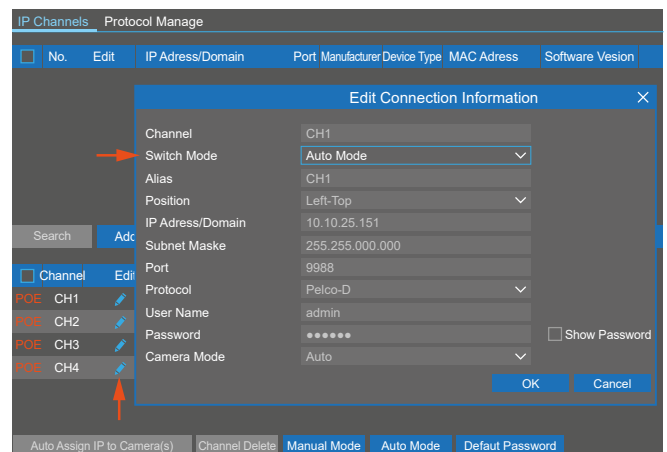 IP Channels Protocol Manage
No. Edit IP Adress/Domain Port Manufacturer Device Type MAC Adress Software Vesion
Edit Connection Information
Channel CH1
Switch Mode Auto Mode
Alias CH1
Position Left-Top
IP Adress/Domain 10.10.25.151
Subnet Maske 255.255.000.000
Port 9988
Protocol Pelco-D
User Name admin
Password ●●●●●● Show Password
Camera Mode Auto
OK Cancel
Search Add
Channel Edit
POE CH1
POE CH2
POE CH3
POE CH4
Auto Assign IP to Camera(s) Channel Delete Manual Mode Auto Mode Defaut Password